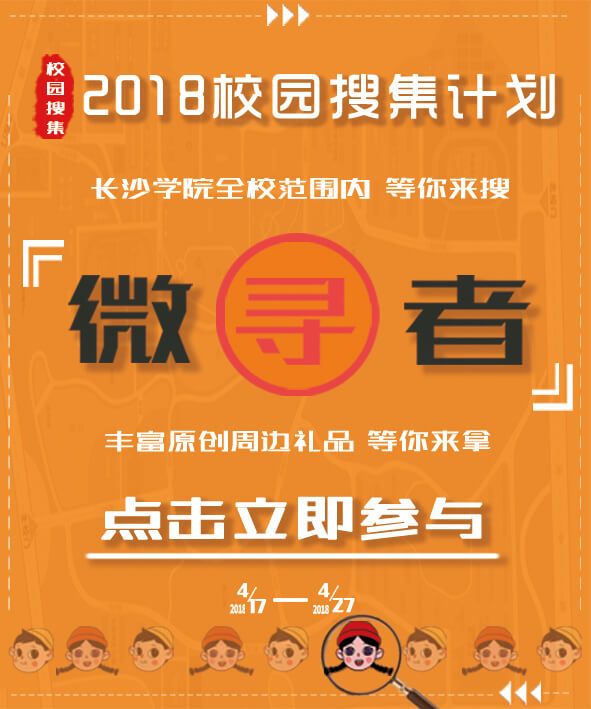 校园搜集
2018校园搜集计划
长沙学院全校范围内 等你来搜
微寻者
丰富原创周边礼品 等你来拿
点击立即参与
2018 4/17 — 2018 4/27